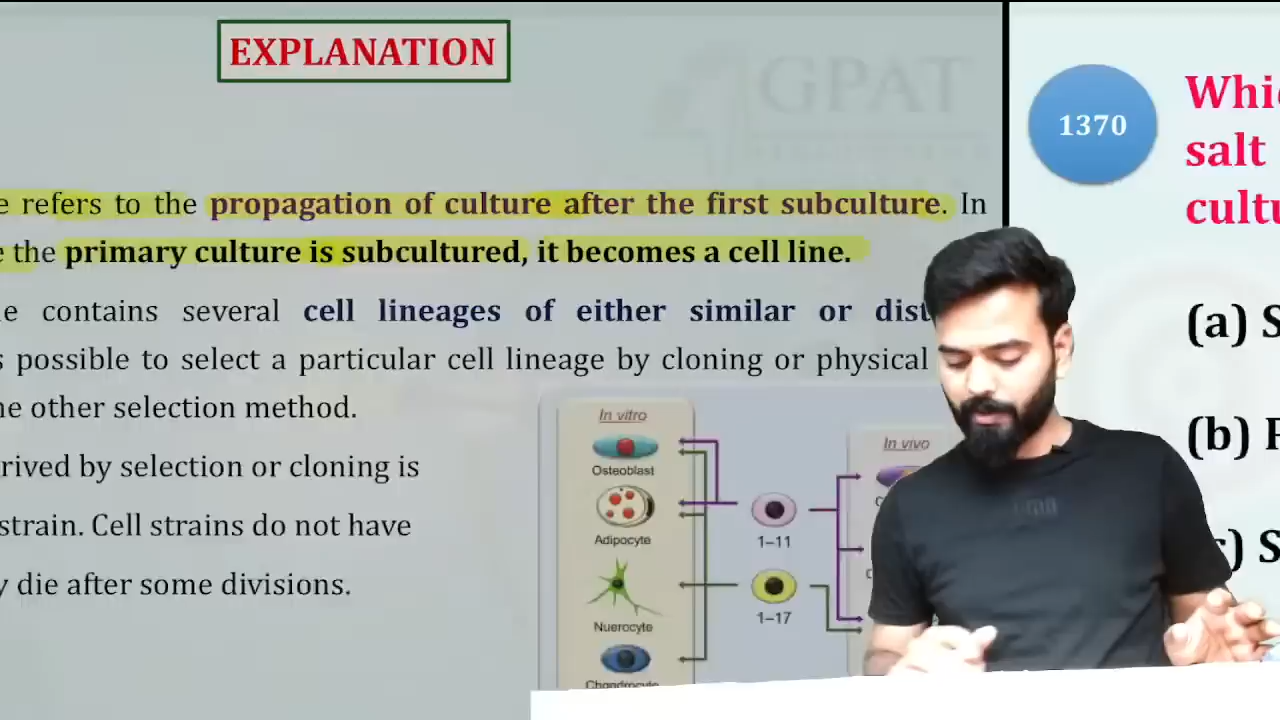 EXPLANATION
GPAT
e refers to the propagation of culture after the first subculture. In
e the primary culture is subcultured, it becomes a cell line.
e contains several cell lineages of either similar or dist
s possible to select a particular cell lineage by cloning or physical
ne other selection method.
rived by selection or cloning is
strain. Cell strains do not have
y die after some divisions.
In vitro
Osteoblast
Adipocyte
Nuerocyte
Chondrocyte
1–11
1–17
In vivo
1370
Whic
salt
cultu
(a) S
(b) F
c) S